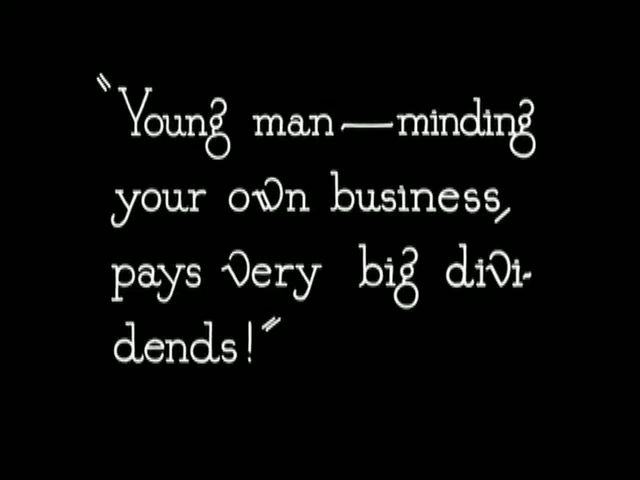 "Young man—minding
your own business,
pays very big divi-
dends!"